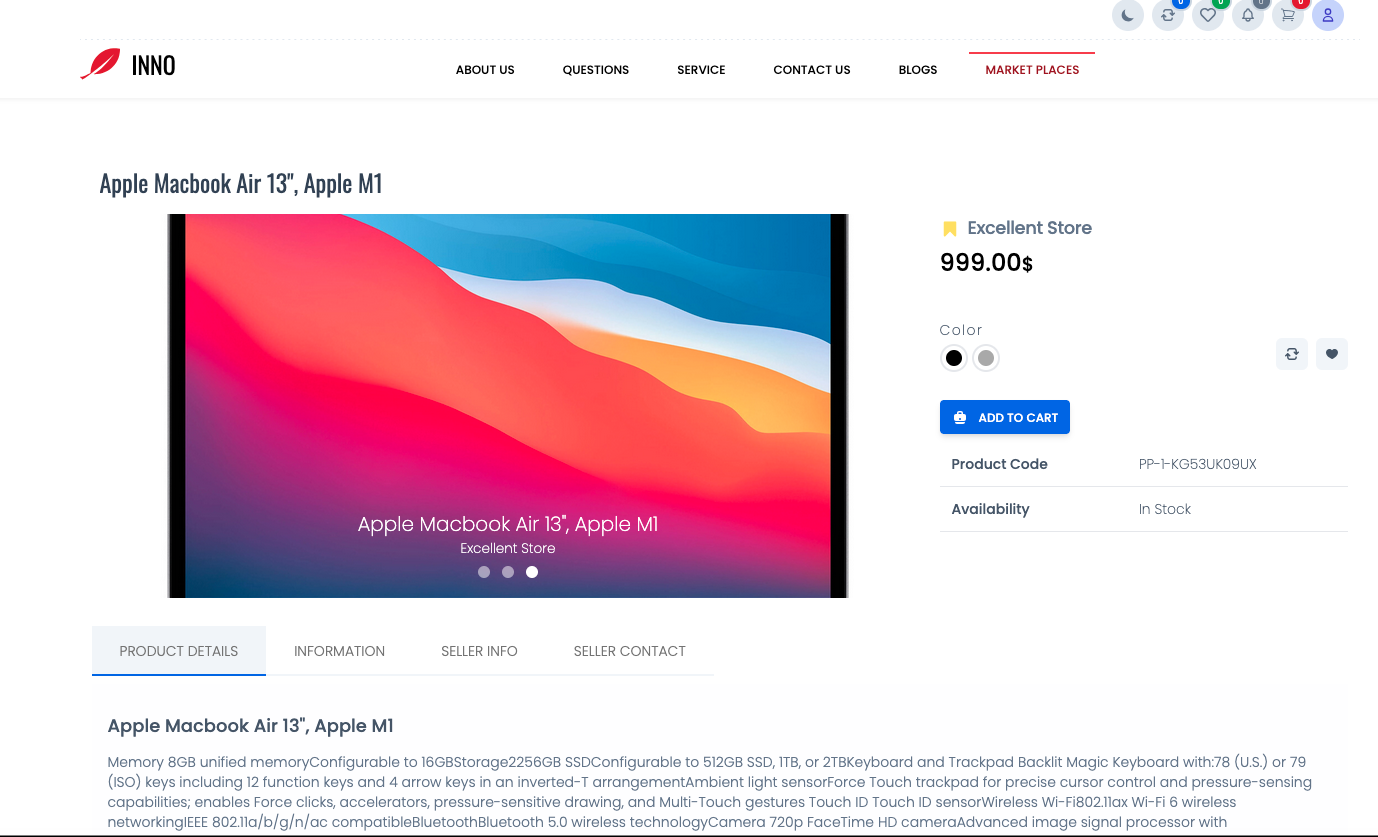 0 0 0 0
INNO
ABOUT US QUESTIONS SERVICE CONTACT US BLOGS MARKET PLACES
Apple Macbook Air 13", Apple M1
Excellent Store
999.00$
Color
ADD TO CART
Product Code PP-1-KG53UK09UX
Availability In Stock
Apple Macbook Air 13", Apple M1
Excellent Store
PRODUCT DETAILS INFORMATION SELLER INFO SELLER CONTACT
Apple Macbook Air 13", Apple M1
Memory 8GB unified memoryConfigurable to 16GBStorage2256GB SSDConfigurable to 512GB SSD, 1TB, or 2TBKeyboard and Trackpad Backlit Magic Keyboard with:78 (U.S.) or 79
(ISO) keys including 12 function keys and 4 arrow keys in an inverted-T arrangementAmbient light sensorForce Touch trackpad for precise cursor control and pressure-sensing
capabilities; enables Force clicks, accelerators, pressure-sensitive drawing, and Multi-Touch gestures Touch ID Touch ID sensorWireless Wi-Fi802.11ax Wi-Fi 6 wireless
networkingIEEE 802.11a/b/g/n/ac compatibleBluetoothBluetooth 5.0 wireless technologyCamera 720p FaceTime HD cameraAdvanced image signal processor with